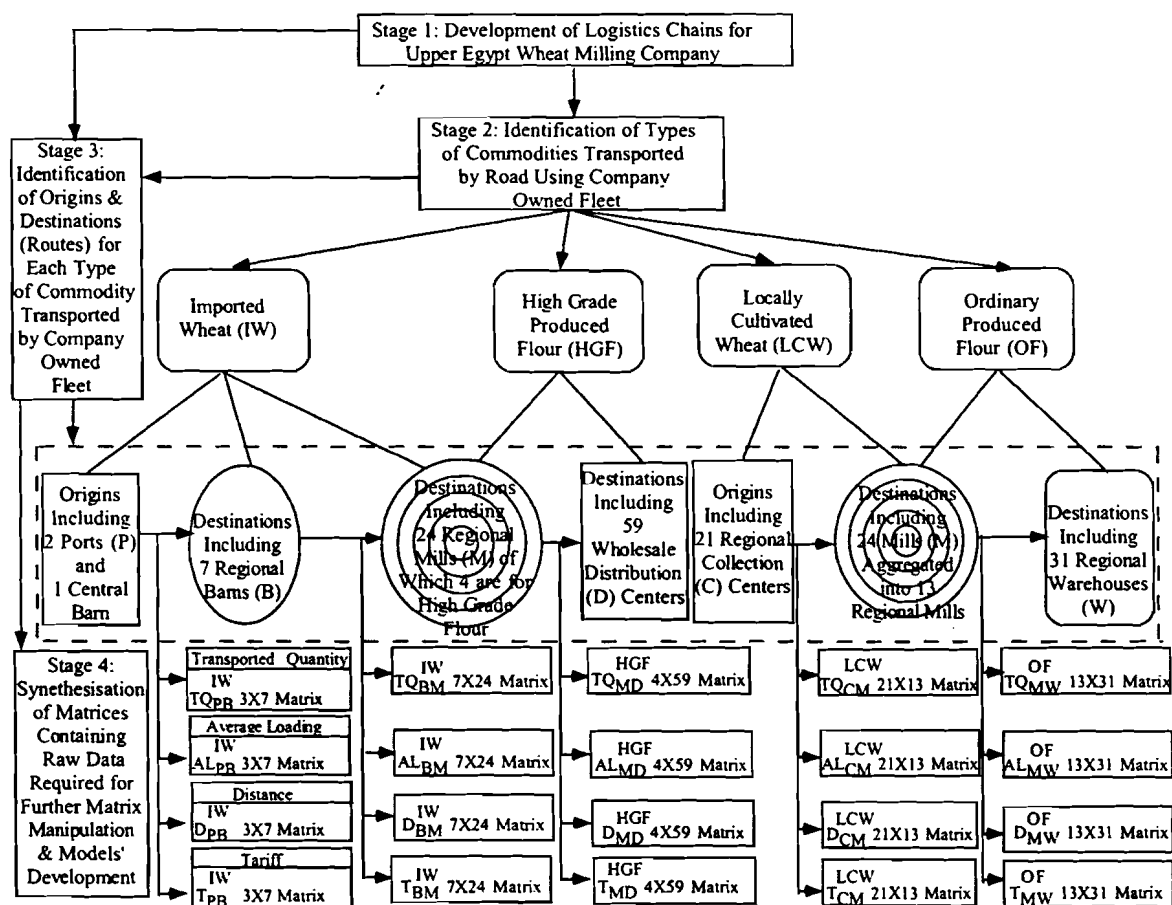 Stage 1: Development of Logistics Chains for
Upper Egypt Wheat Milling Company
Stage 2: Identification of Types
of Commodities Transported
by Road Using Company
Owned Fleet
Stage 3:
Identification
of Origins &
Destinations
(Routes) for
Each Type
of Commodity
Transported
by Company
Owned
Fleet
Imported
Wheat (IW)
High Grade
Produced
Flour (HGF)
Locally
Cultivated
Wheat (LCW)
Ordinary
Produced
Flour (OF)
Origins
Including
2 Ports (P)
and
1 Central
Barn
Destinations
Including
7 Regional
Barns (B)
Destinations
Including
24 Regional
Mills (M) of
Which 4 are for
High Grade
Flour
Destinations
Including
59
Wholesale
Distribution
(D) Centers
Origins
Including
21 Regional
Collection
(C) Centers
Destinations
Including
24 Mills (M)
Aggregated
into 13
Regional Mills
Destinations
Including
31 Regional
Warehouses
(W)
Stage 4:
Synethesisation
of Matrices
Containing
Raw Data
Required for
Further Matrix
Manipulation
& Models'
Development
Transported Quantity
IW
TQPB 3X7 Matrix
Average Loading
IW
ALPB 3X7 Matrix
Distance
IW
DPB 3X7 Matrix
Tariff
IW
TPB 3X7 Matrix
IW
TQBM 7X24 Matrix
IW
ALBM 7X24 Matrix
IW
DBM 7X24 Matrix
IW
TBM 7X24 Matrix
HGF
TQMD 4X59 Matrix
HGF
ALMD 4X59 Matrix
HGF
DMD 4X59 Matrix
HGF
TMD 4X59 Matrix
LCW
TQCM 21X13 Matrix
LCW
ALCM 21X13 Matrix
LCW
DCM 21X13 Matrix
LCW
TCM 21X13 Matrix
OF
TQMW 13X31 Matrix
OF
ALMW 13X31 Matrix
OF
DMW 13X31 Matrix
OF
TMW 13X31 Matrix